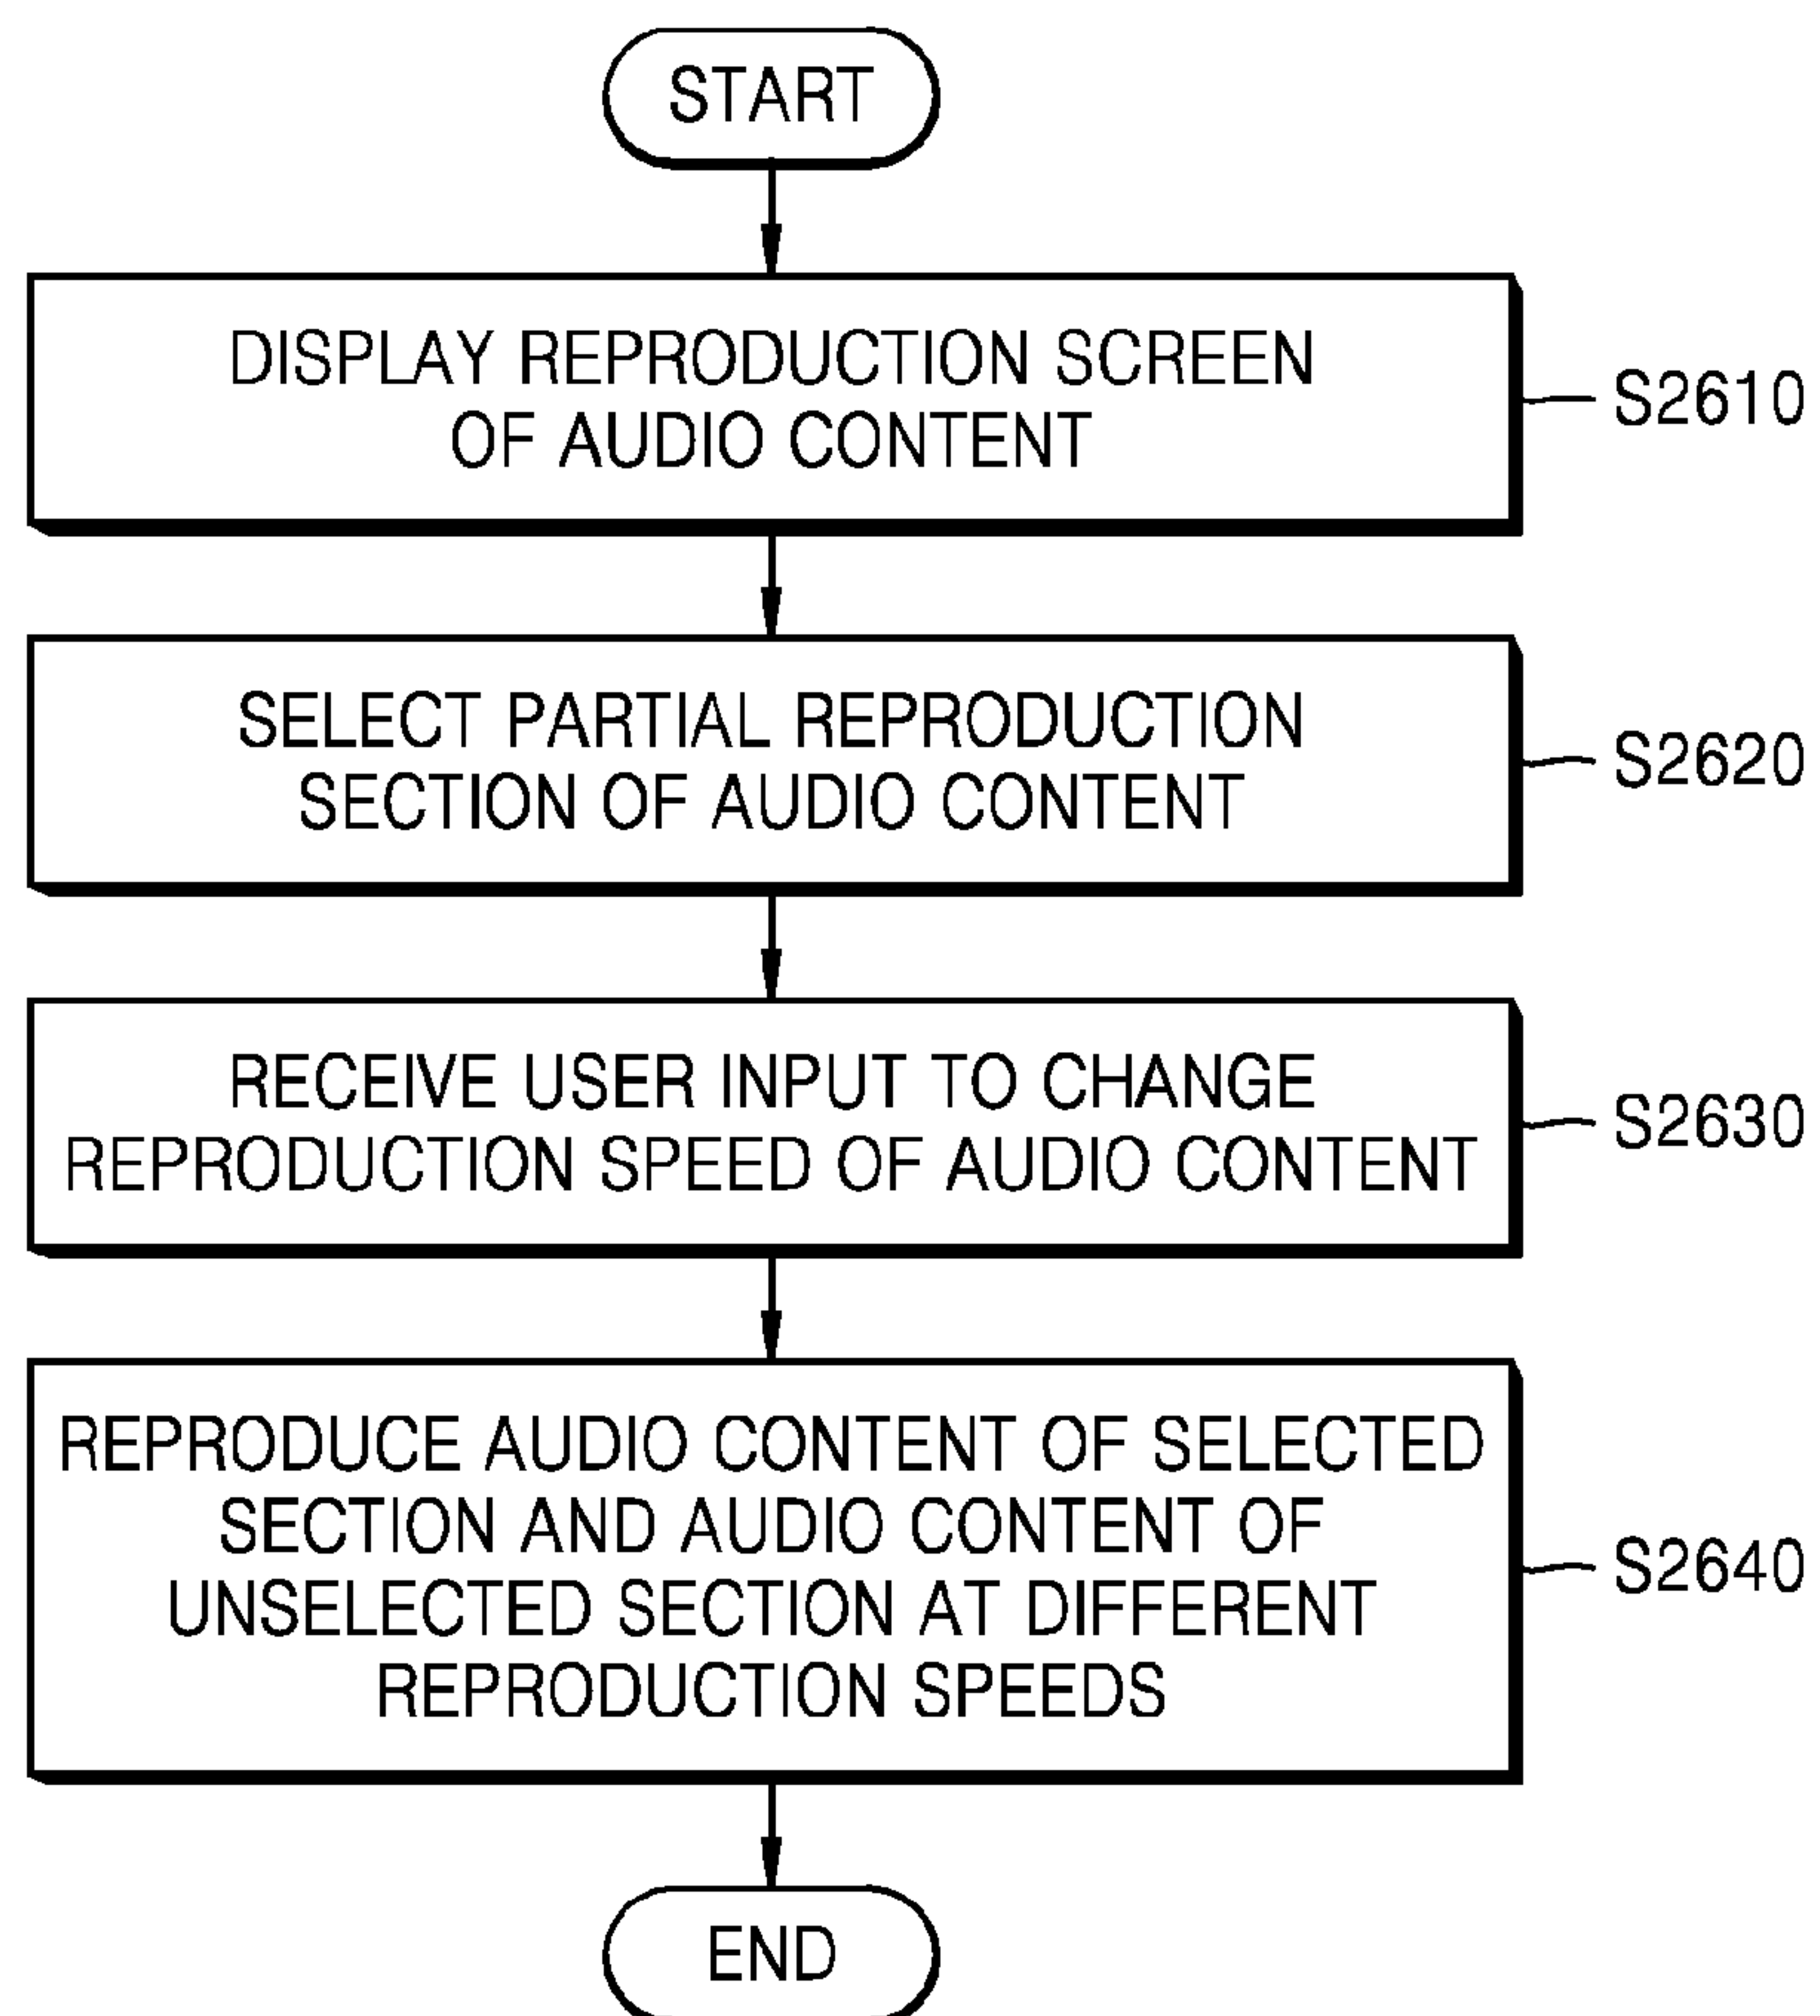 START
DISPLAY REPRODUCTION SCREEN
OF AUDIO CONTENT
S2610
SELECT PARTIAL REPRODUCTION
SECTION OF AUDIO CONTENT
S2620
RECEIVE USER INPUT TO CHANGE
REPRODUCTION SPEED OF AUDIO CONTENT
S2630
REPRODUCE AUDIO CONTENT OF SELECTED
SECTION AND AUDIO CONTENT OF
UNSELECTED SECTION AT DIFFERENT
REPRODUCTION SPEEDS
S2640
END